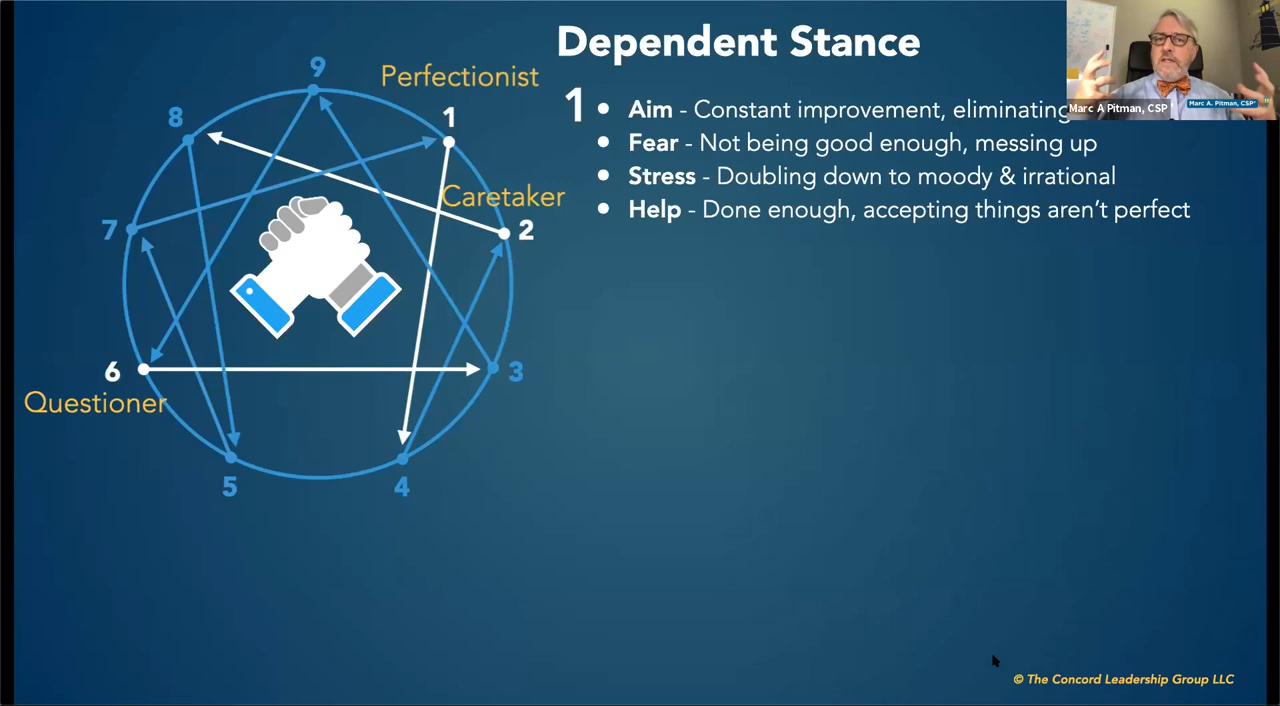 Dependent Stance
1
• Aim - Constant improvement, eliminating
• Fear - Not being good enough, messing up
• Stress - Doubling down to moody & irrational
• Help - Done enough, accepting things aren't perfect
Marc A Pitman, CSP
Marc A. Pitman, CSP®
9
Perfectionist
8
1
Caretaker
7
2
6
3
Questioner
5
4
© The Concord Leadership Group LLC